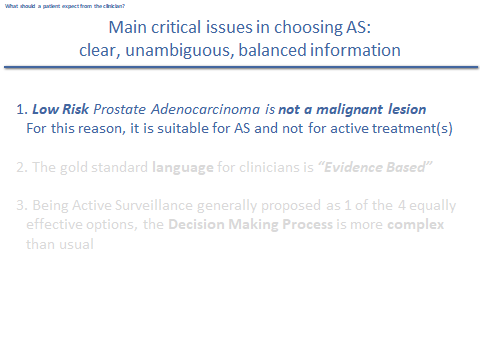 What should a patient expect from the clinician?
Main critical issues in choosing AS:
clear, unambiguous, balanced information
1. Low Risk Prostate Adenocarcinoma is not a malignant lesion
For this reason, it is suitable for AS and not for active treatment(s)
2. The gold standard language for clinicians is “Evidence Based”
3. Being Active Surveillance generally proposed as 1 of the 4 equally
effective options, the Decision Making Process is more complex
than usual